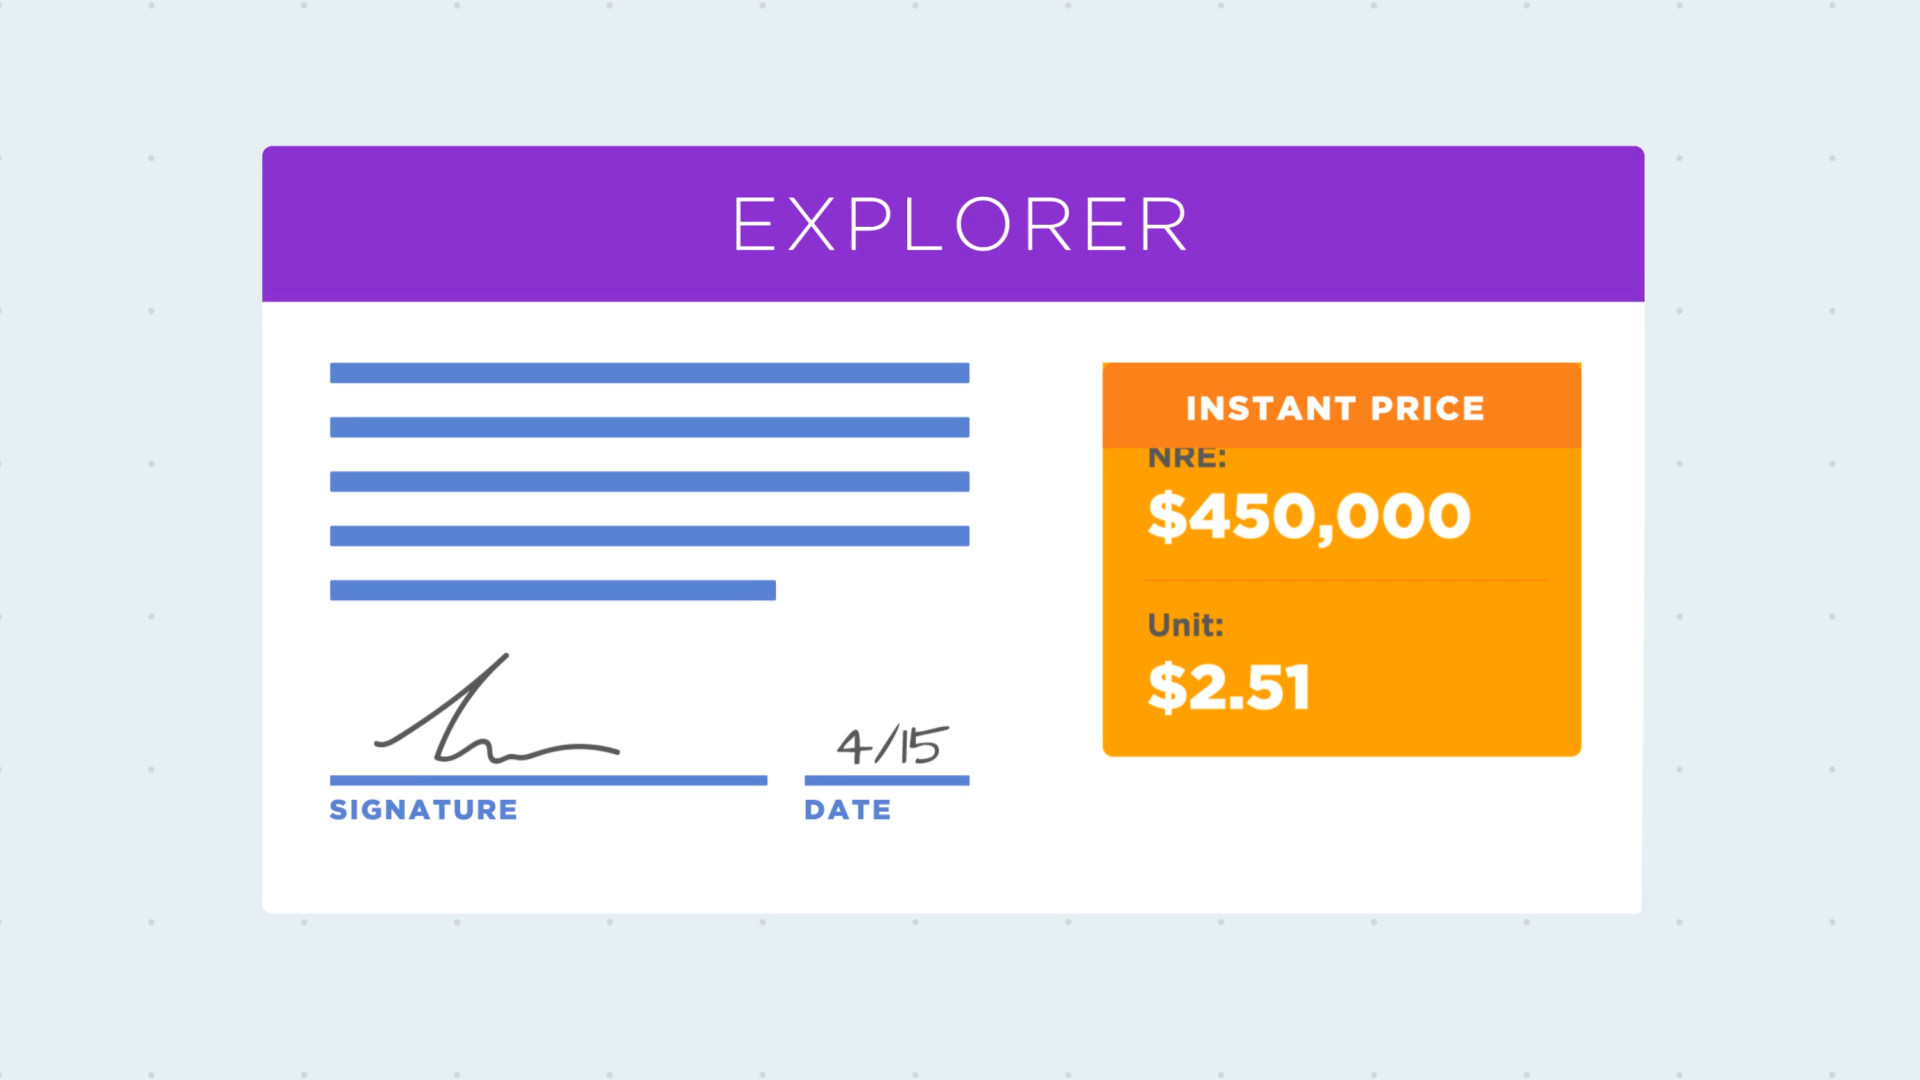 EXPLORER
INSTANT PRICE
NRE:
$450,000
Unit:
$2.51
4/15
SIGNATURE
DATE